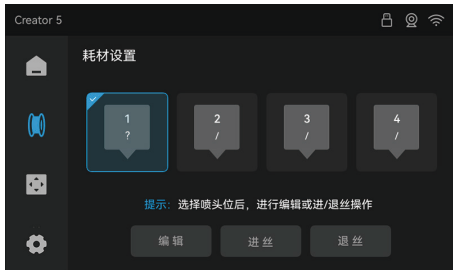 Creator 5
耗材设置
1 2 3 4
? / / /
提示：选择喷头位后，进行编辑或进/退丝操作
编辑 进丝 退丝